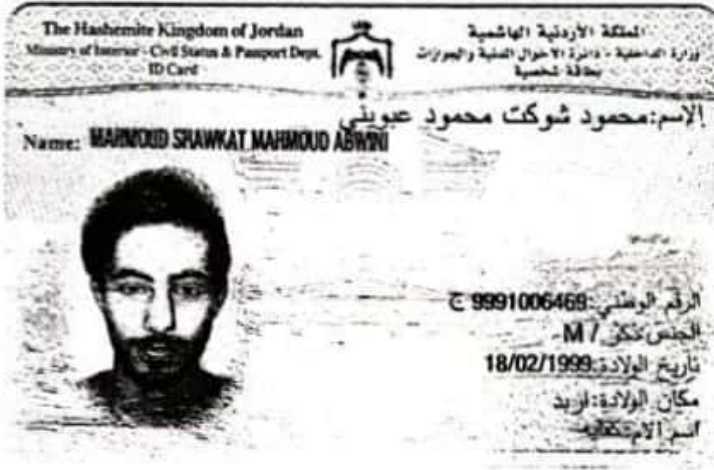 The Hashemite Kingdom of Jordan
Ministry of Interior - Civil Status & Passport Dept.
ID Card
المملكة الأردنية الهاشمية
وزارة الداخلية - دائرة الاحوال المدنية والجوازات
بطاقة شخصية
الإسم:محمود شوكت محمود عبويني
Name: MAHMOUD SHAWKAT MAHMOUD ABWINI
الرقم الوطني:9991006469 ج
الجنس:ذكر / M
تاريخ الولادة:18/02/1999
مكان الولادة:اربد
اسم الام: